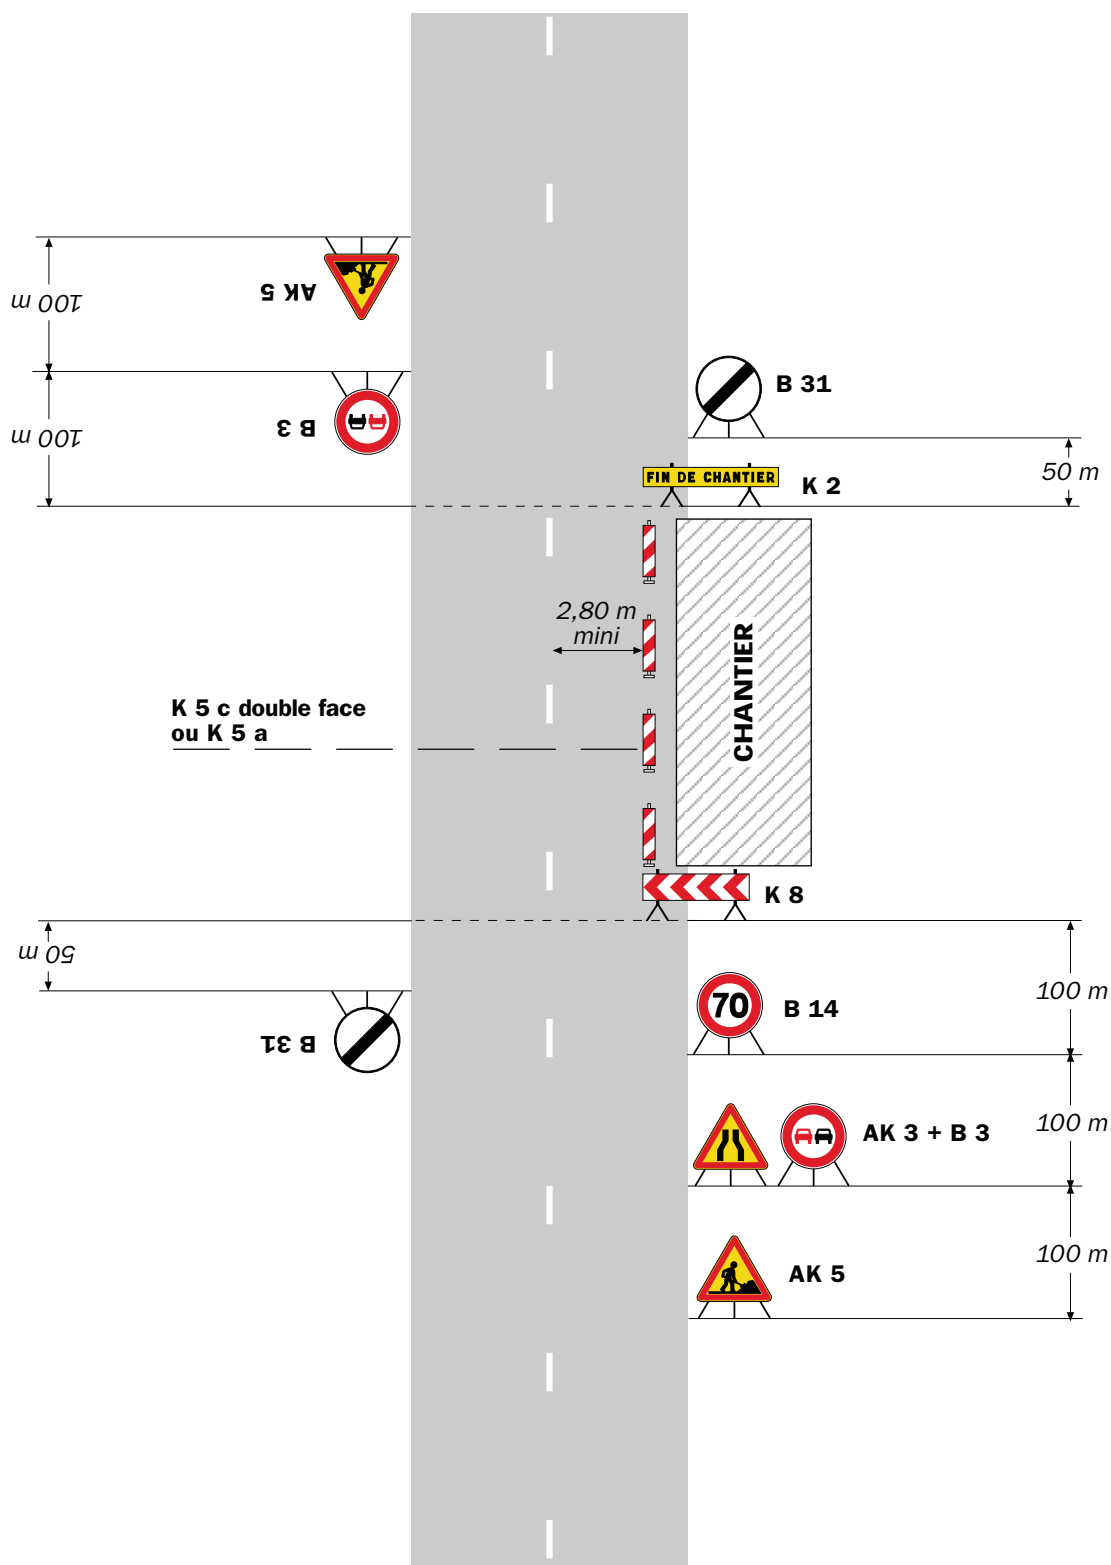 AK 5
100 m
B 3
100 m
B 31
50 m
FIN DE CHANTIER
K 2
2,80 m
mini
CHANTIER
K 5 c double face
ou K 5 a
K 8
50 m
B 31
70
B 14
100 m
AK 3 + B 3
100 m
AK 5
100 m